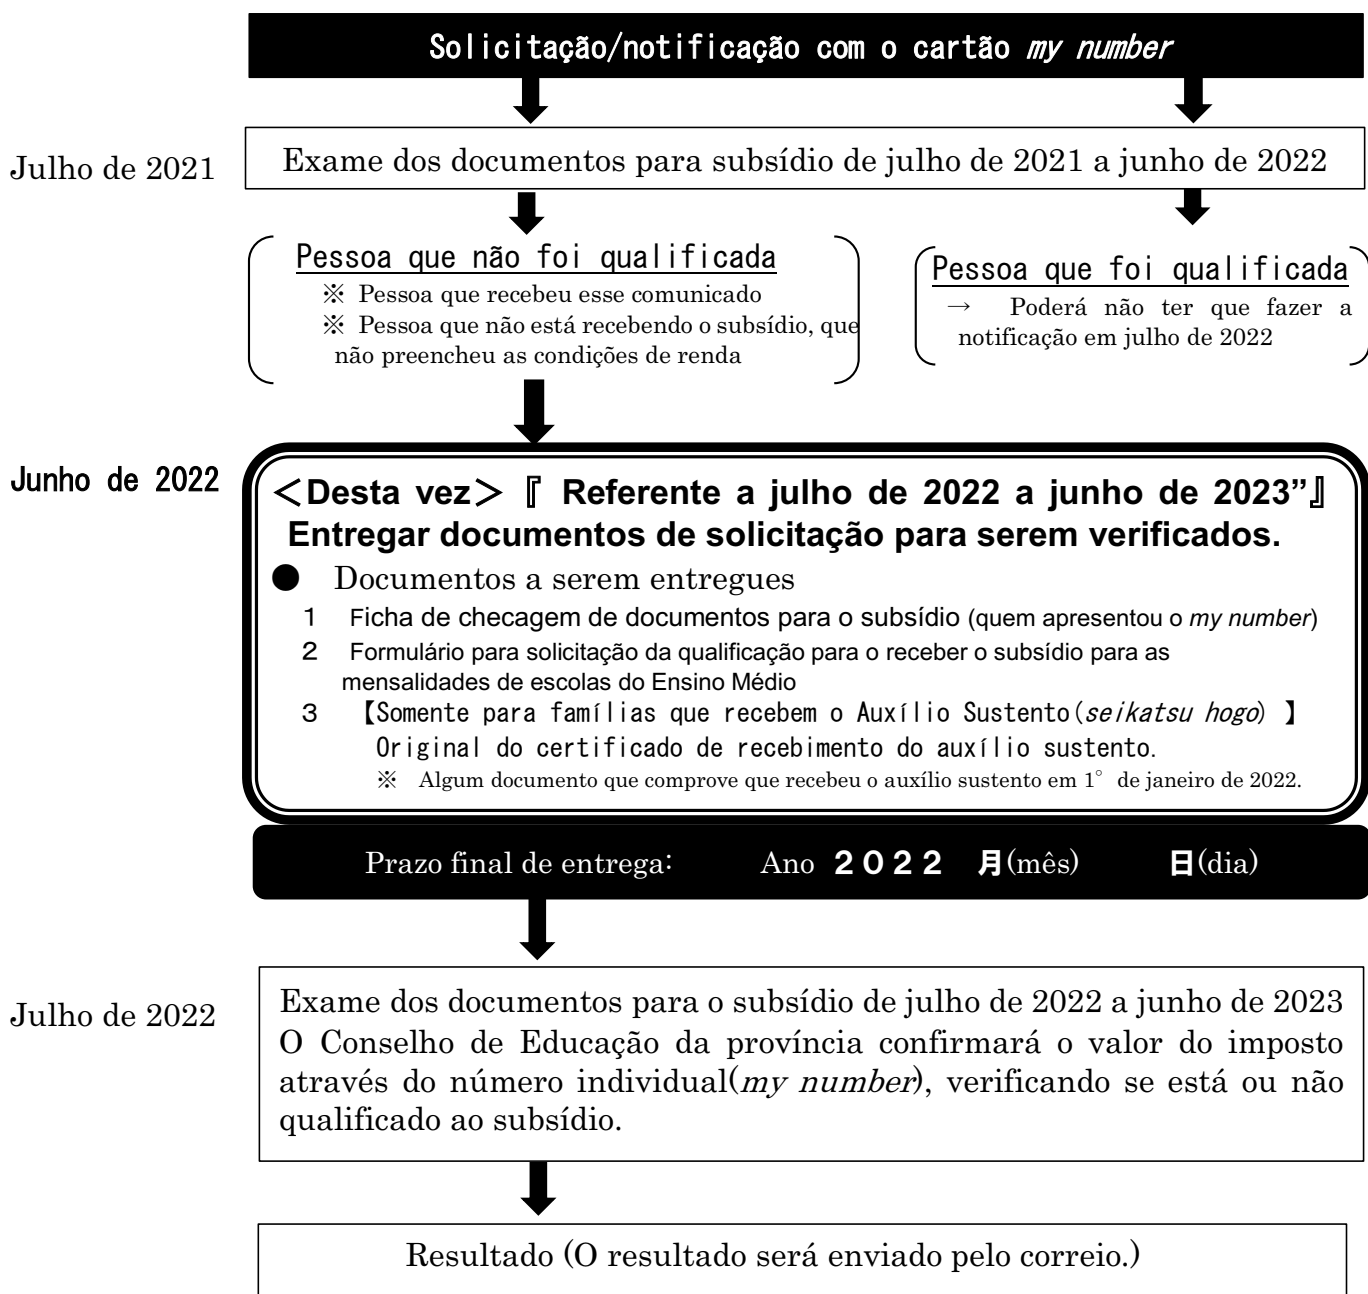 Solicitação/notificação com o cartão my number
Julho de 2021
Exame dos documentos para subsídio de julho de 2021 a junho de 2022
Pessoa que não foi qualificada
※ Pessoa que recebeu esse comunicado
※ Pessoa que não está recebendo o subsídio, que
não preencheu as condições de renda
Pessoa que foi qualificada
→ Poderá não ter que fazer a
notificação em julho de 2022
Junho de 2022
＜Desta vez＞『 Referente a julho de 2022 a junho de 2023”』
Entregar documentos de solicitação para serem verificados.
● Documentos a serem entregues
1 Ficha de checagem de documentos para o subsídio (quem apresentou o my number)
2 Formulário para solicitação da qualificação para o receber o subsídio para as
mensalidades de escolas do Ensino Médio
3 【Somente para famílias que recebem o Auxílio Sustento(seikatsu hogo) 】
Original do certificado de recebimento do auxílio sustento.
※ Algum documento que comprove que recebeu o auxílio sustento em 1° de janeiro de 2022.
Prazo final de entrega: Ano ２０２２ 月(mês) 日(dia)
Julho de 2022
Exame dos documentos para o subsídio de julho de 2022 a junho de 2023
O Conselho de Educação da província confirmará o valor do imposto
através do número individual(my number), verificando se está ou não
qualificado ao subsídio.
Resultado (O resultado será enviado pelo correio.)